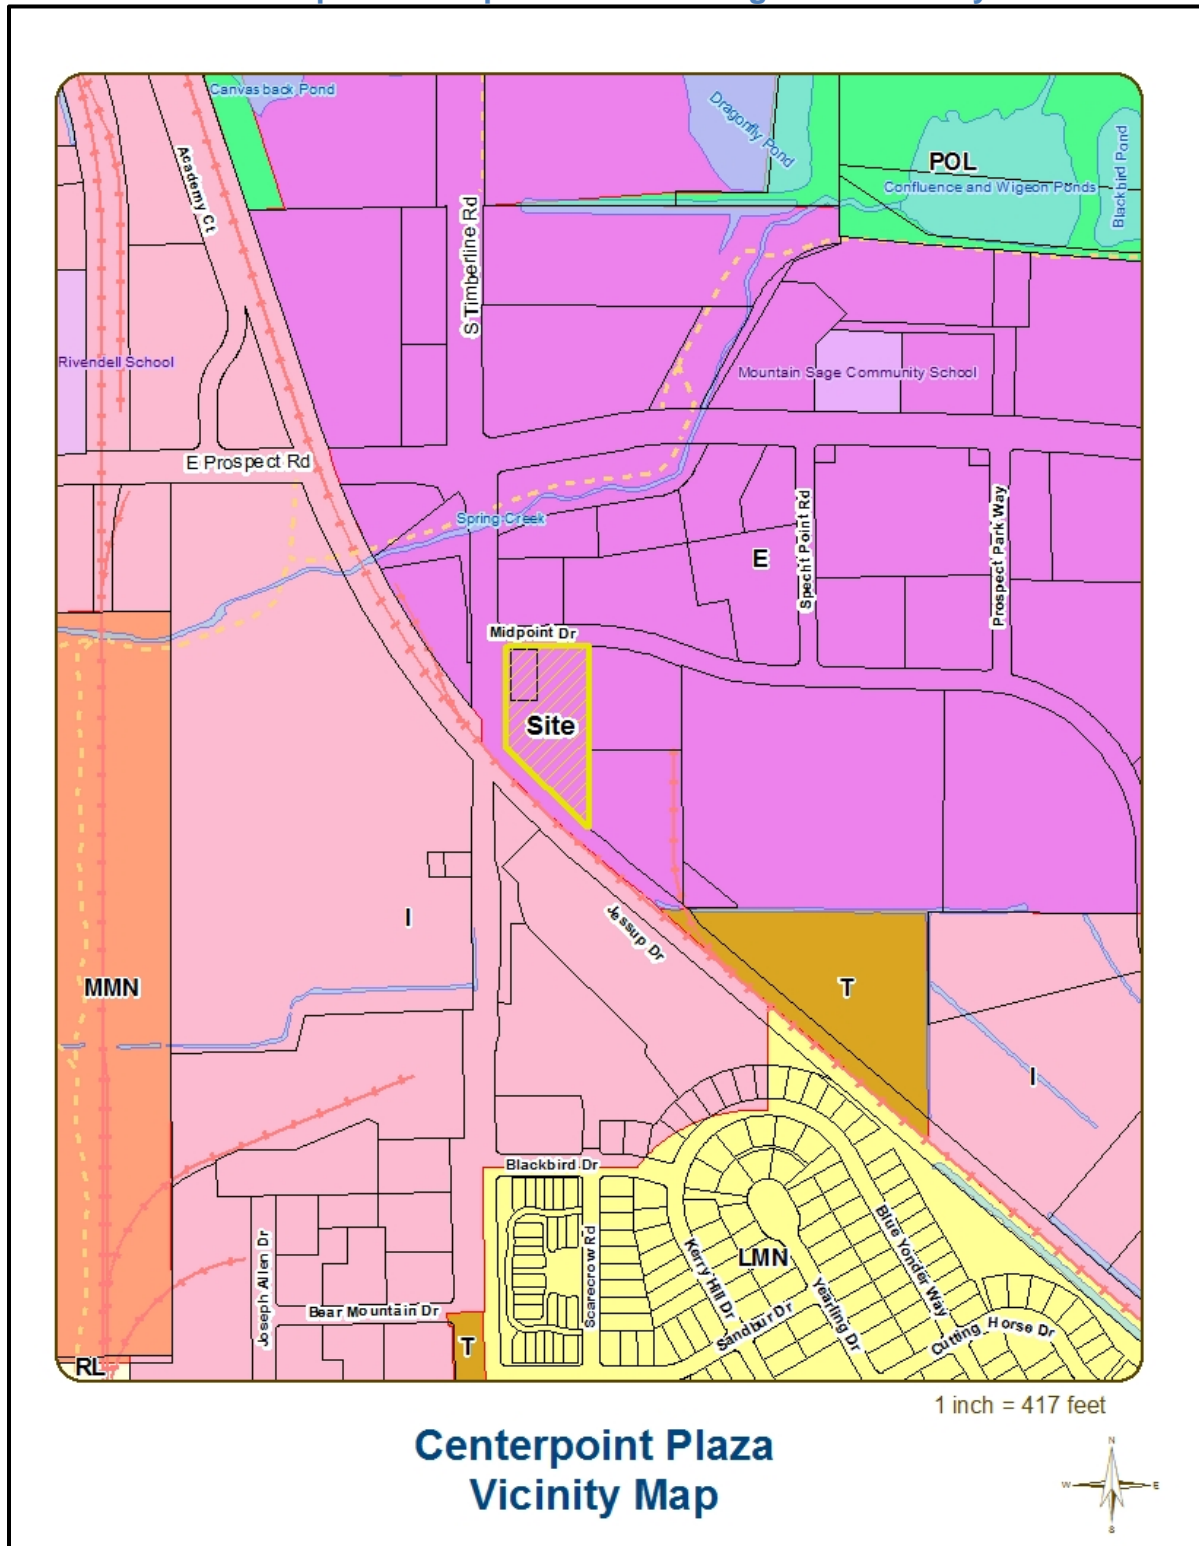 Canvasback Pond
Dragonfly Pond
POL
Confluence and Wigeon Ponds
Blackbird Pond
Academy Ct
S Timberline Rd
Rivendell School
Mountain Sage Community School
E Prospect Rd
Spring Creek
E
Specht Point Rd
Prospect Park Way
Midpoint Dr
Site
I
Jessup Dr
MMN
T
I
Blackbird Dr
Joseph Allen Dr
Scarecrow Rd
Kerry Hill Dr
LMN
Blue Yonder Way
Yearling Dr
Sandbur Dr
Bear Mountain Dr
Cutting Horse Dr
T
RL
1 inch = 417 feet
Centerpoint Plaza
Vicinity Map
N
W
E
S